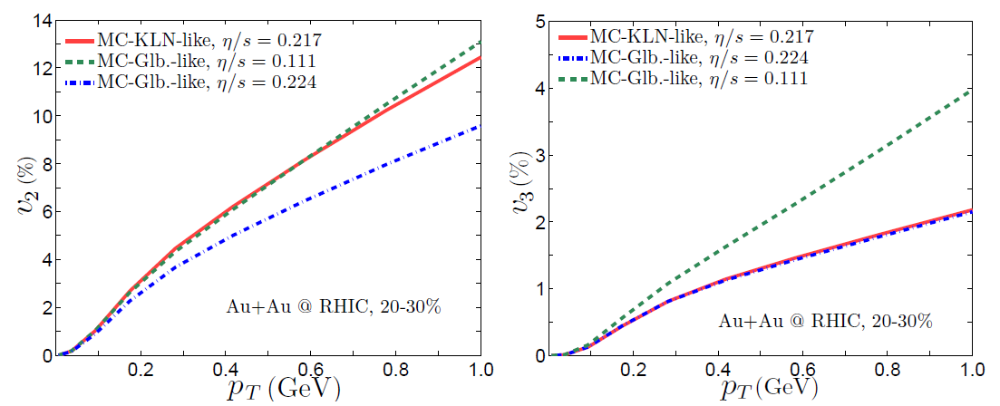 14
12
10
8
6
4
2
0
v2 (%)
MC-KLN-like, η/s = 0.217
MC-Glb.-like, η/s = 0.111
MC-Glb.-like, η/s = 0.224
Au+Au @ RHIC, 20-30%
0.2 0.4 0.6 0.8 1.0
pT (GeV)
5
4
3
2
1
0
v3 (%)
MC-KLN-like, η/s = 0.217
MC-Glb.-like, η/s = 0.224
MC-Glb.-like, η/s = 0.111
Au+Au @ RHIC, 20-30%
0.2 0.4 0.6 0.8 1.0
pT (GeV)